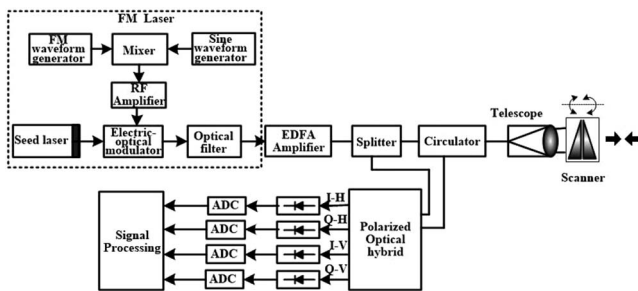 FM Laser
FM
waveform
generator
Mixer
Sine waveform
generator
RF
Amplifier
Seed laser
Electric-
optical
modulator
Optical
filter
EDFA
Amplifier
Splitter
Circulator
Telescope
Scanner
Signal
Processing
ADC
I-H
ADC
Q-H
ADC
I-V
ADC
Q-V
Polarized
Optical
hybrid